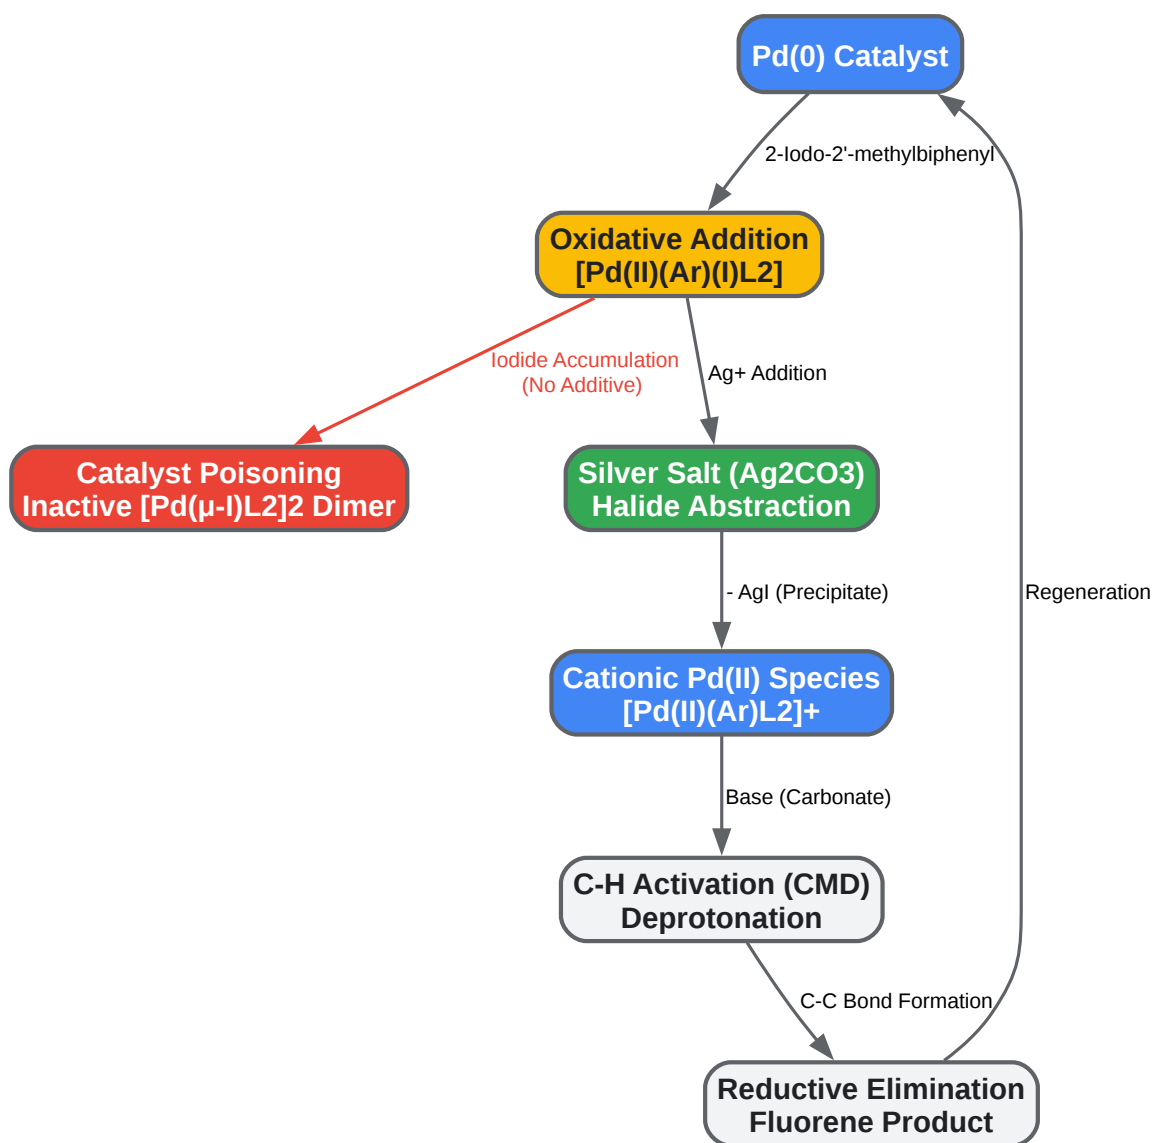 Pd(0) Catalyst
2-Iodo-2'-methylbiphenyl
Oxidative Addition
[Pd(II)(Ar)(I)L2]
Iodide Accumulation
(No Additive)
Ag+ Addition
Catalyst Poisoning
Inactive [Pd(μ-I)L2]2 Dimer
Silver Salt (Ag2CO3)
Halide Abstraction
- AgI (Precipitate)
Regeneration
Cationic Pd(II) Species
[Pd(II)(Ar)L2]+
Base (Carbonate)
C-H Activation (CMD)
Deprotonation
C-C Bond Formation
Reductive Elimination
Fluorene Product